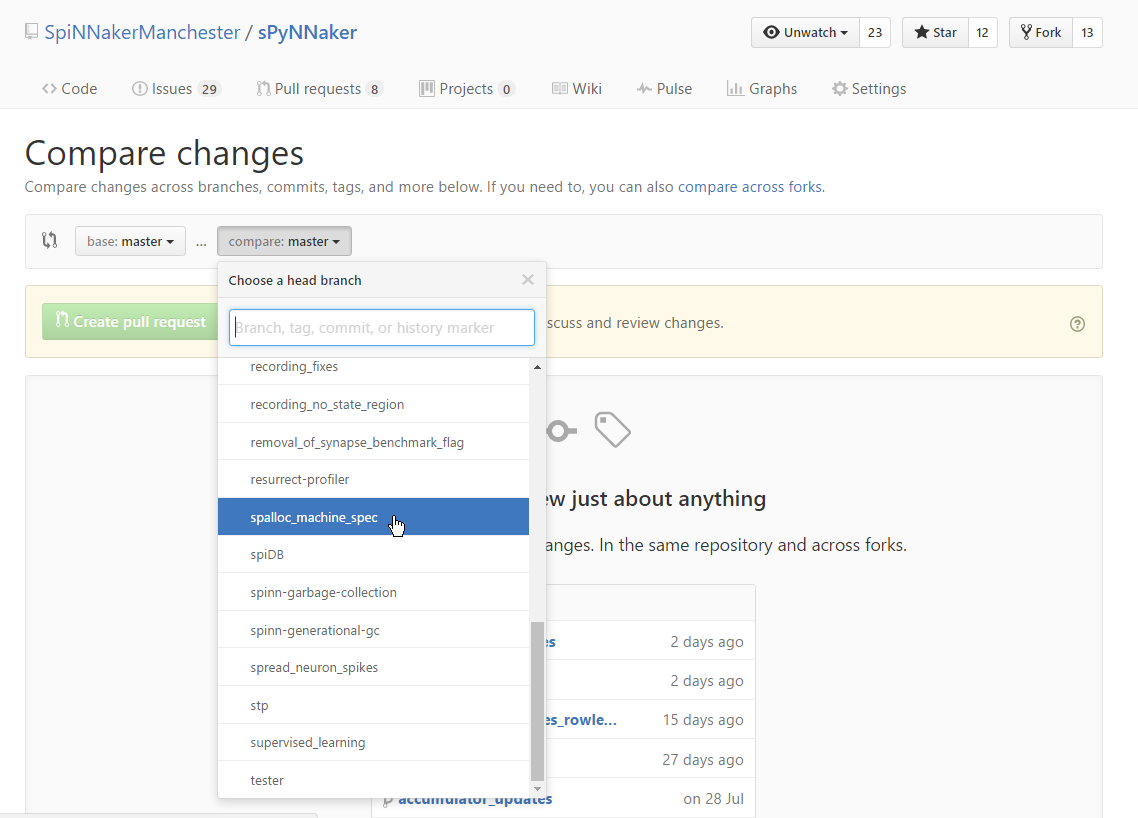 SpiNNakerManchester / sPyNNaker
Unwatch 23 Star 12 Fork 13
Code Issues 29 Pull requests 8 Projects 0 Wiki Pulse Graphs Settings
Compare changes
Compare changes across branches, commits, tags, and more below. If you need to, you can also compare across forks.
base: master ... compare: master
Choose a head branch
Create pull request
scuss and review changes.
Branch, tag, commit, or history marker
recording_fixes
recording_no_state_region
removal_of_synapse_benchmark_flag
resurrect-profiler
ew just about anything
spalloc_machine_spec
anges. In the same repository and across forks.
spiDB
spinn-garbage-collection
spinn-generational-gc
es 2 days ago
spread_neuron_spikes
2 days ago
stp
es_rowle... 15 days ago
supervised_learning
27 days ago
tester
accumulator_updates on 28 Jul